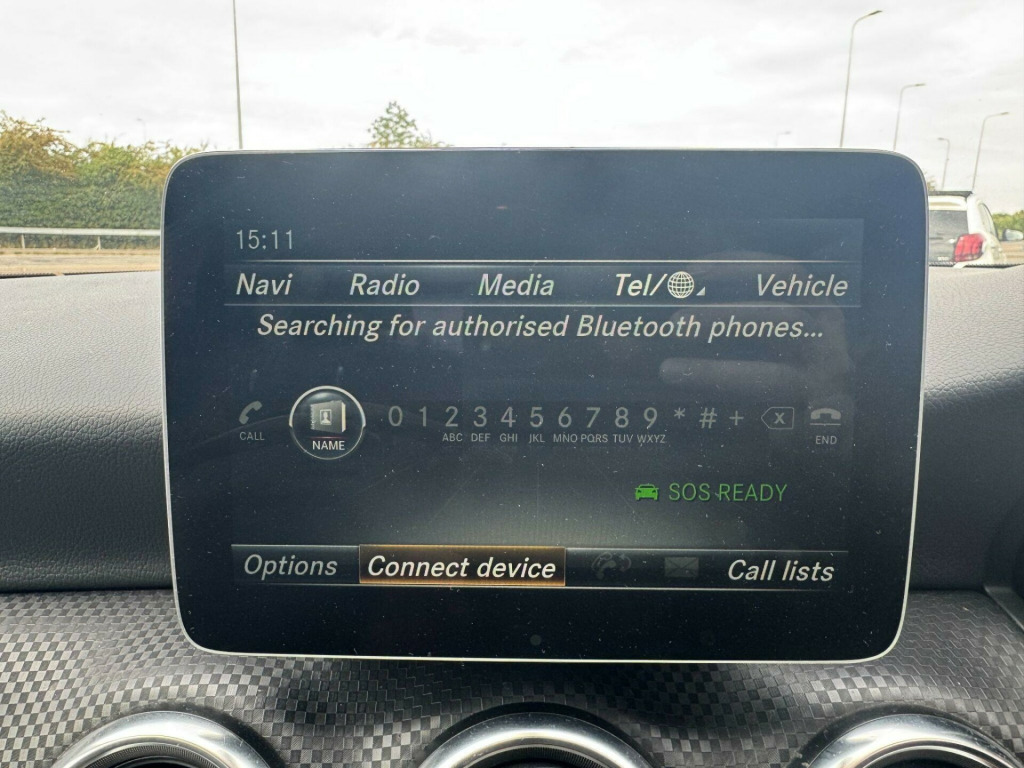 15:11
Navi Radio Media Tel/ Vehicle
Searching for authorised Bluetooth phones...
0 1 2 3 4 5 6 7 8 9 * # + X
CALL NAME ABC DEF GHI JKL MNO PQRS TUV WXYZ END
SOS READY
Options Connect device Call lists